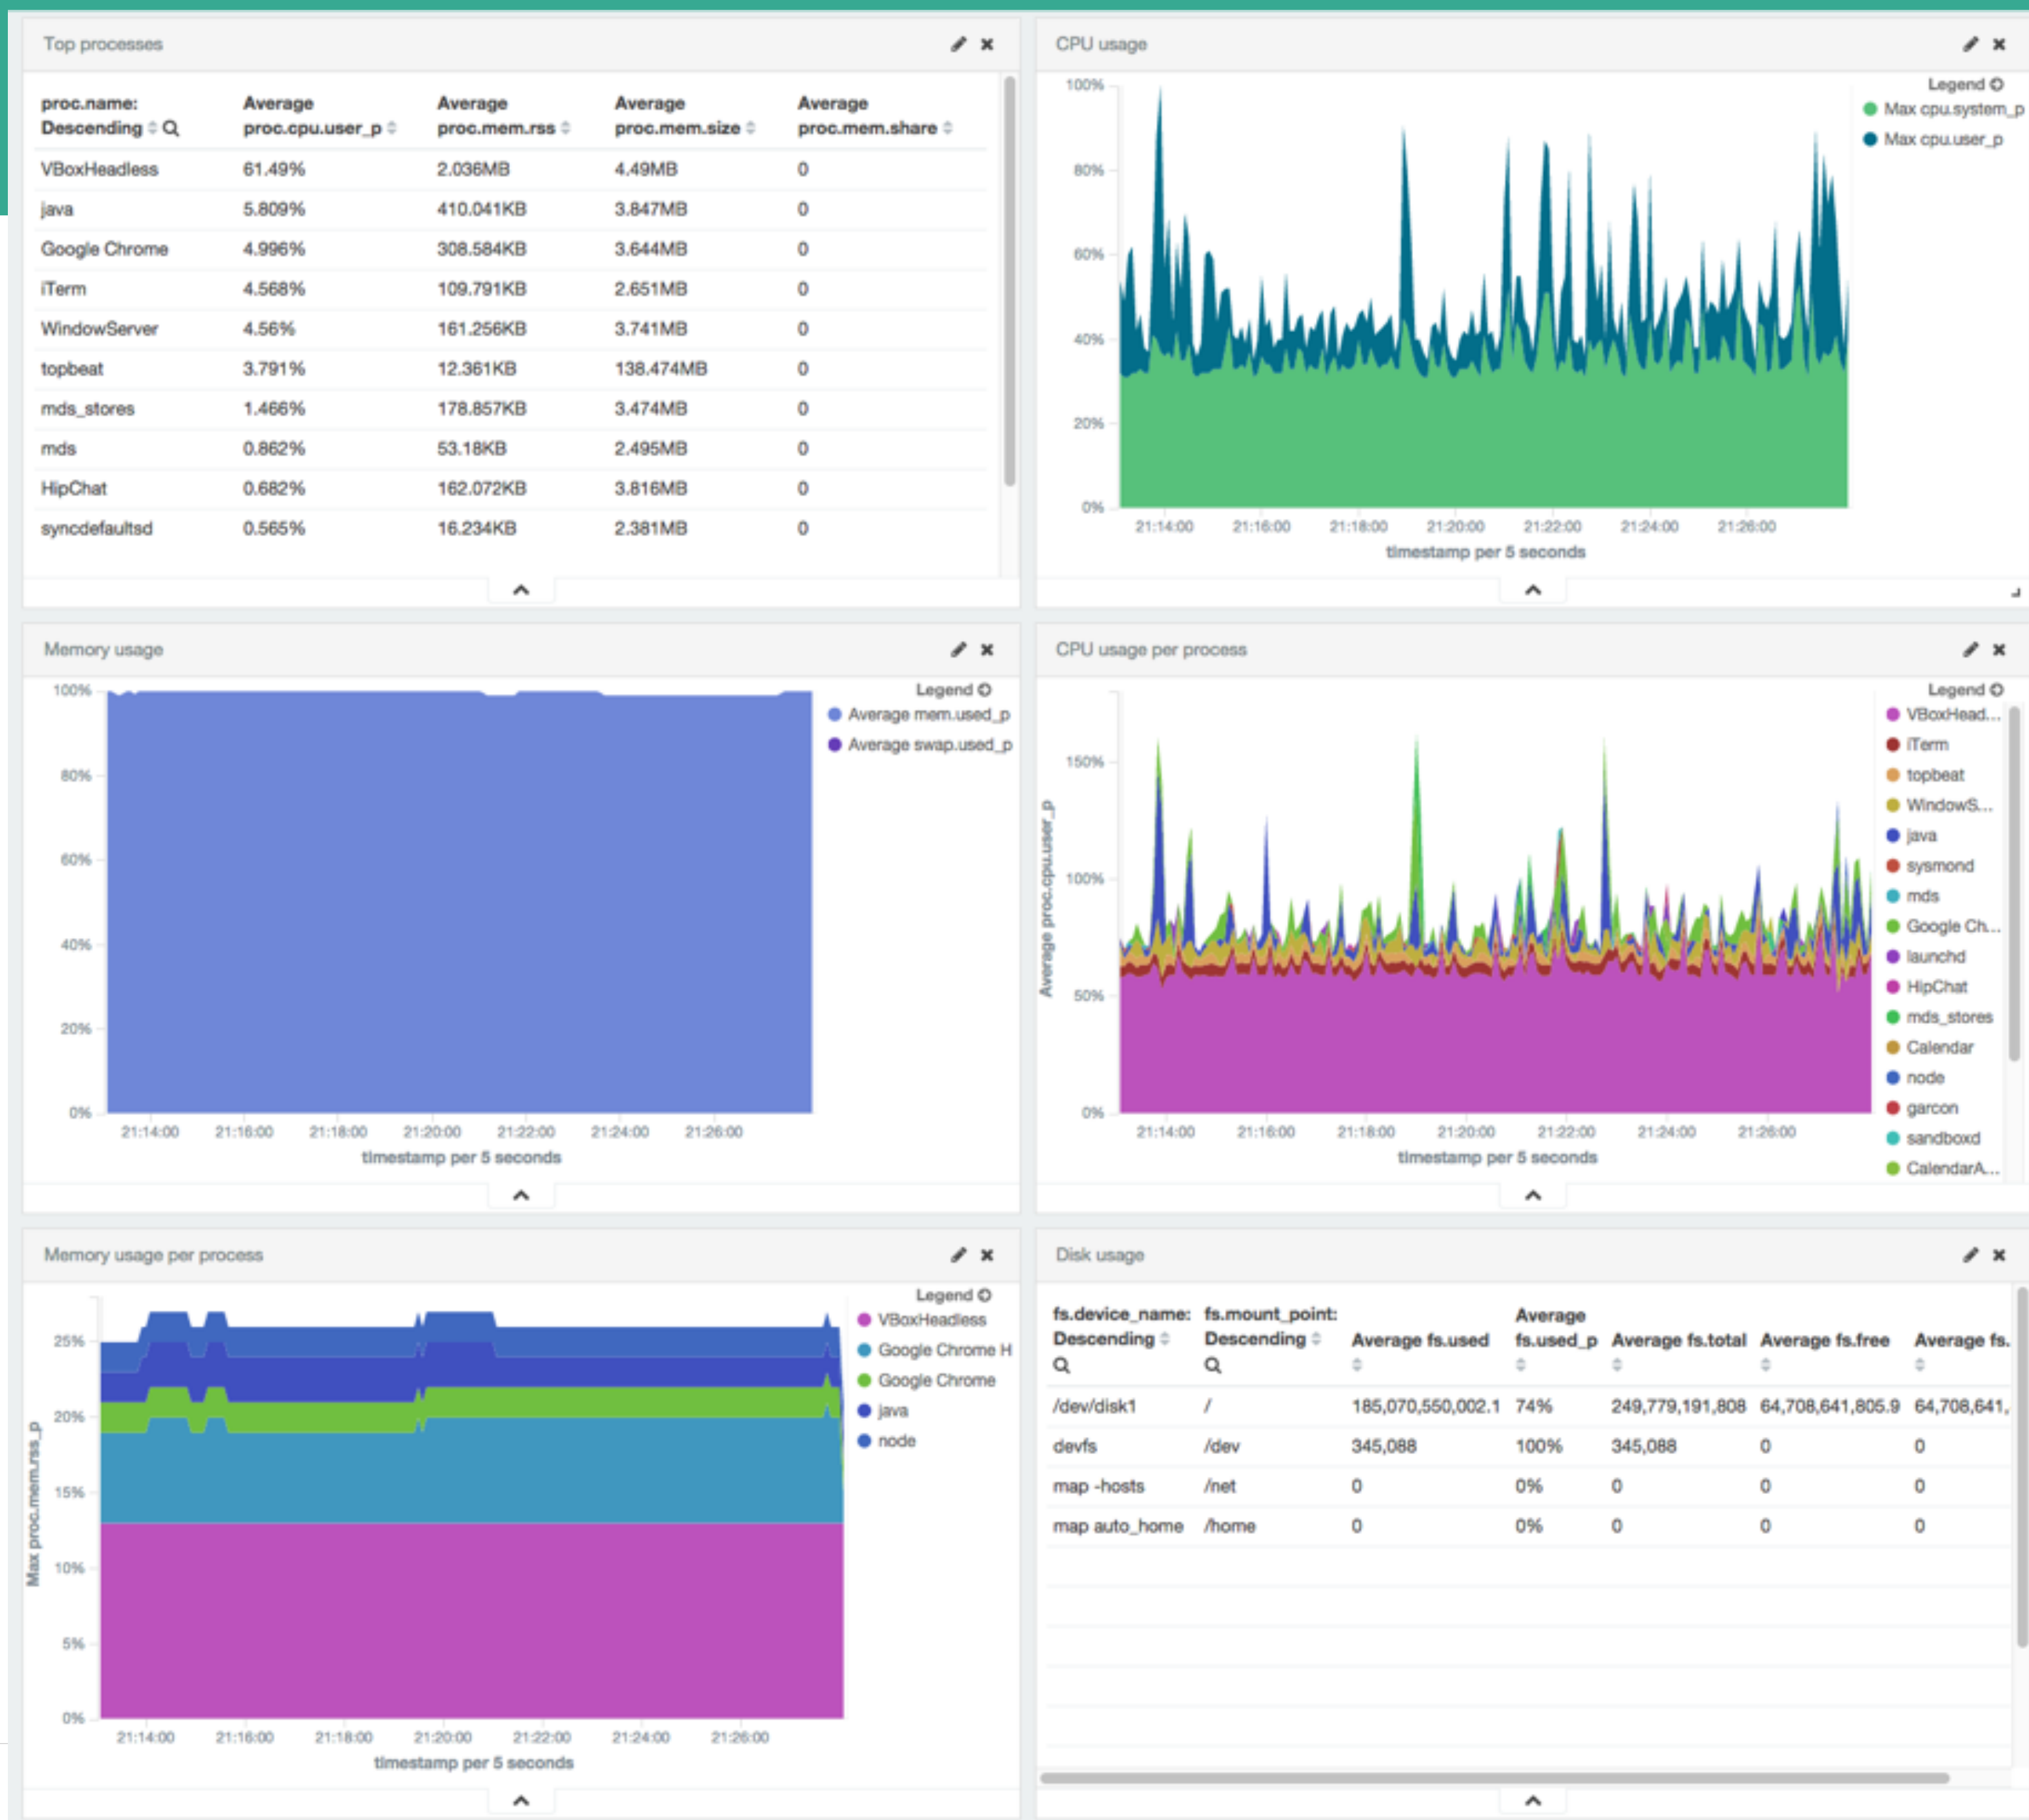 Top processes
proc.name: Average Average Average Average
Descending proc.cpu.user_p proc.mem.rss proc.mem.size proc.mem.share
VBoxHeadless 61.49% 2.036MB 4.49MB 0
java 5.809% 410.041KB 3.847MB 0
Google Chrome 4.996% 308.584KB 3.644MB 0
iTerm 4.568% 109.791KB 2.651MB 0
WindowServer 4.56% 161.256KB 3.741MB 0
topbeat 3.791% 12.361KB 138.474MB 0
mds_stores 1.466% 178.857KB 3.474MB 0
mds 0.862% 53.18KB 2.495MB 0
HipChat 0.682% 162.072KB 3.816MB 0
syncdefaultsd 0.565% 16.234KB 2.381MB 0
CPU usage
Legend
Max cpu.system_p
Max cpu.user_p
100%
80%
60%
40%
20%
0%
21:14:00 21:16:00 21:18:00 21:20:00 21:22:00 21:24:00 21:26:00
timestamp per 5 seconds
Memory usage
Legend
Average mem.used_p
Average swap.used_p
100%
80%
60%
40%
20%
0%
21:14:00 21:16:00 21:18:00 21:20:00 21:22:00 21:24:00 21:26:00
timestamp per 5 seconds
CPU usage per process
Average proc.cpu.user_p
150%
100%
50%
0%
21:14:00 21:16:00 21:18:00 21:20:00 21:22:00 21:24:00 21:26:00
timestamp per 5 seconds
Legend
VBoxHead...
iTerm
topbeat
WindowS...
java
sysmond
mds
Google Ch...
launchd
HipChat
mds_stores
Calendar
node
garcon
sandboxd
CalendarA...
Memory usage per process
Max proc.mem.rss_p
25%
20%
15%
10%
5%
0%
21:14:00 21:16:00 21:18:00 21:20:00 21:22:00 21:24:00 21:26:00
timestamp per 5 seconds
Legend
VBoxHeadless
Google Chrome H
Google Chrome
java
node
Disk usage
fs.device_name: fs.mount_point: Average
Descending Descending Average fs.used fs.used_p Average fs.total Average fs.free Average fs.
/dev/disk1 / 185,070,550,002.1 74% 249,779,191,808 64,708,641,805.9 64,708,641,
devfs /dev 345,088 100% 345,088 0 0
map -hosts /net 0 0% 0 0 0
map auto_home /home 0 0% 0 0 0